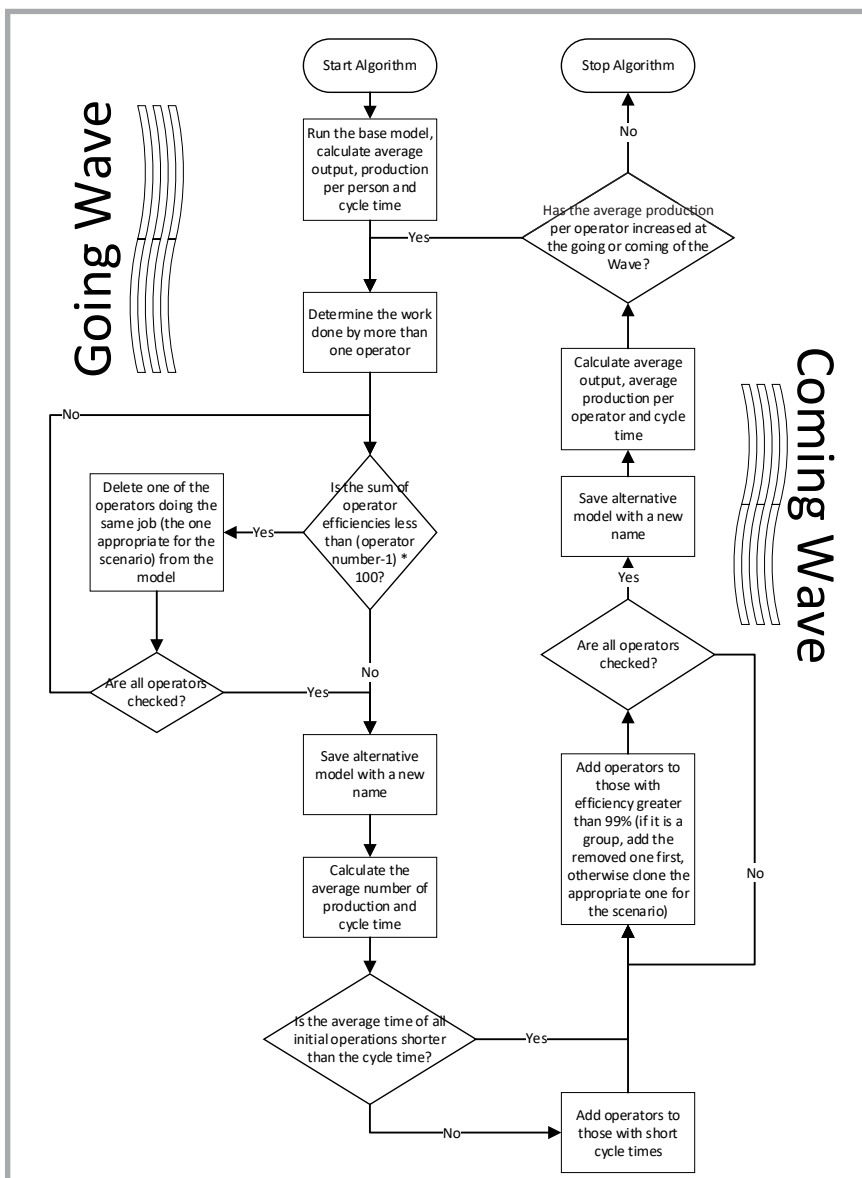 Going Wave
Start Algorithm
Run the base model,
calculate average
output, production
per person and
cycle time
Determine the work
done by more than
one operator
No
Is the sum of
operator
efficiencies less
than (operator
number-1) *
100?
Yes
Delete one of the
operators doing the
same job (the one
appropriate for the
scenario) from the
model
Are all operators
checked?
Yes
No
Save alternative
model with a new
name
Calculate the
average number of
production and
cycle time
Is the average time of all
initial operations shorter
than the cycle time?
Yes
No
Add operators to
those with short
cycle times
Add operators to
those with
efficiency greater
than 99% (if it is a
group, add the
removed one first,
otherwise clone the
appropriate one for
the scenario)
No
Are all operators
checked?
Yes
Save alternative
model with a new
name
Calculate average
output, average
production per
operator and cycle
time
Has the average production
per operator increased at
the going or coming of the
Wave?
Yes
No
Stop Algorithm
Coming Wave